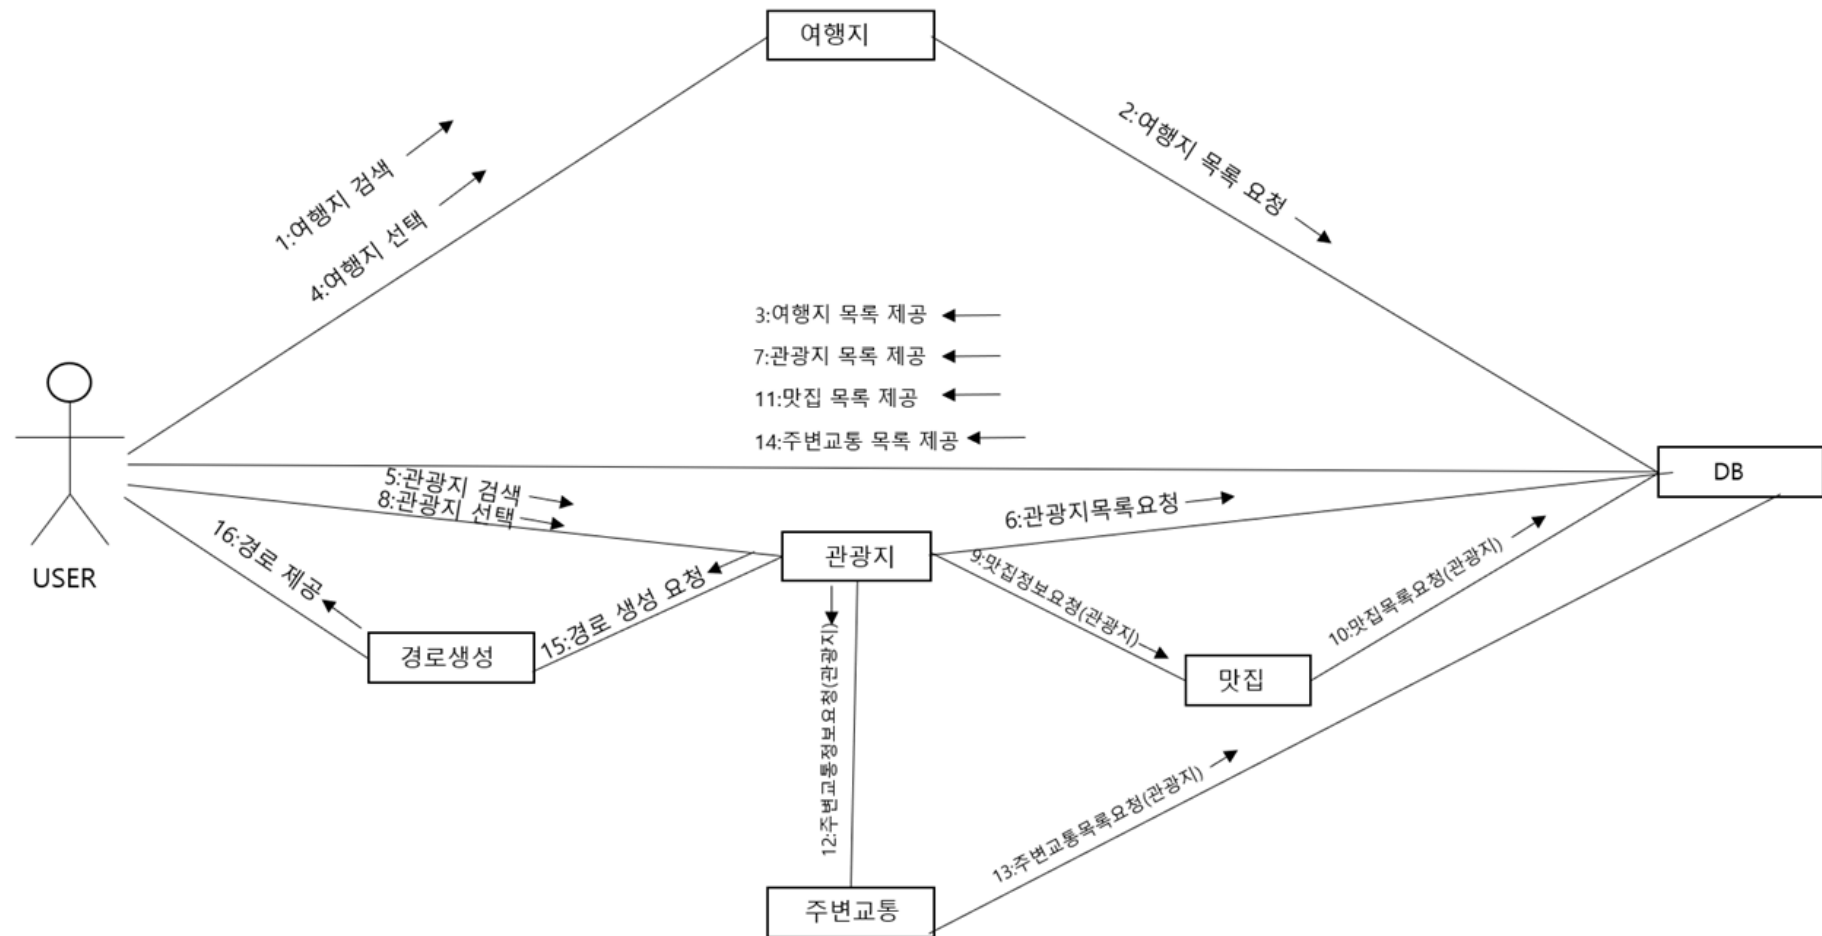 여행지
2:여행지 목록 요청
1:여행지 검색
4:여행지 선택
3:여행지 목록 제공
7:관광지 목록 제공
11:맛집 목록 제공
14:주변교통 목록 제공
DB
5:관광지 검색
8:관광지 선택
6:관광지목록요청
USER
16:경로 제공
관광지
15:경로 생성 요청
9:맛집정보요청(관광지)
10:맛집목록요청(관광지)
경로생성
맛집
12:주변교통정보요청(관광지)
13:주변교통목록요청(관광지)
주변교통